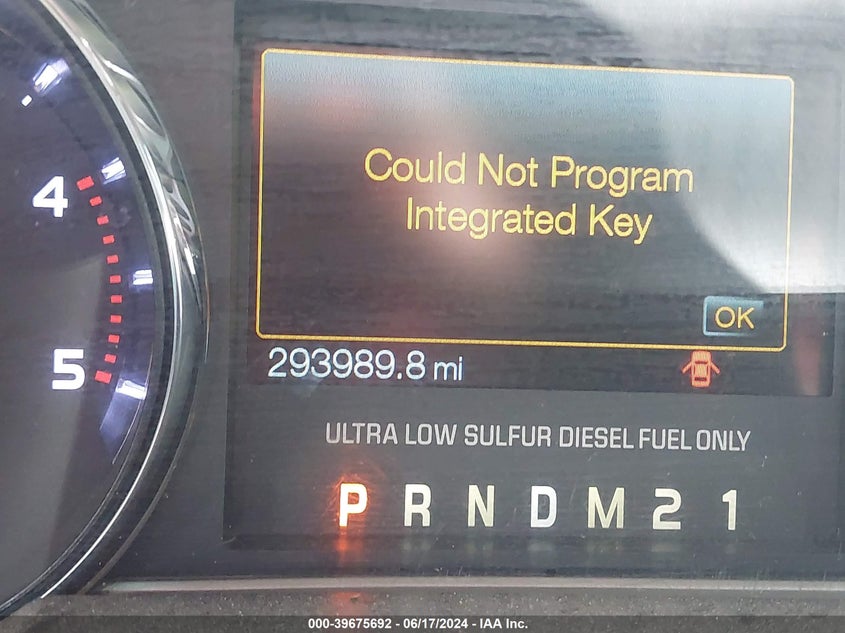 4
5
Could Not Program
Integrated Key
OK
293989.8 mi
ULTRA LOW SULFUR DIESEL FUEL ONLY
P R N D M 2 1
000-39675692 - 06/17/2024 - IAA Inc.